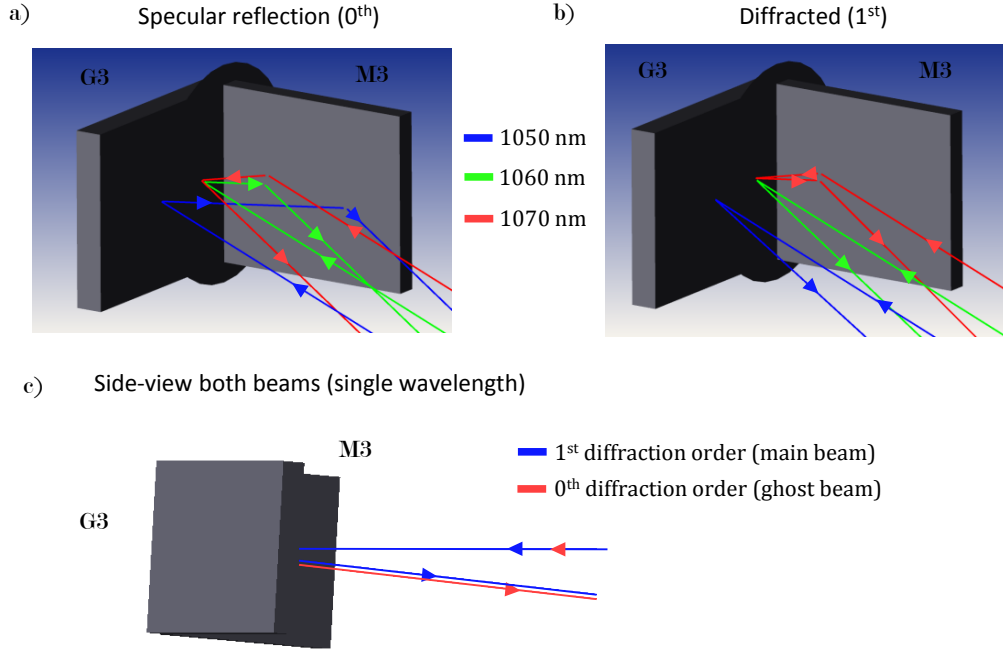 a) Specular reflection (0th)
G3 M3
1050 nm
1060 nm
1070 nm
b) Diffracted (1st)
G3 M3
c) Side-view both beams (single wavelength)
M3
G3
1st diffraction order (main beam)
0th diffraction order (ghost beam)